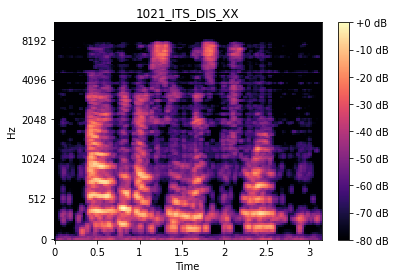 1021_ITS_DIS_XX
+0 dB
8192
-10 dB
4096
-20 dB
-30 dB
2048
Hz
-40 dB
1024
-50 dB
512
-60 dB
-70 dB
0
-80 dB
0 0.5 1 1.5 2 2.5 3
Time